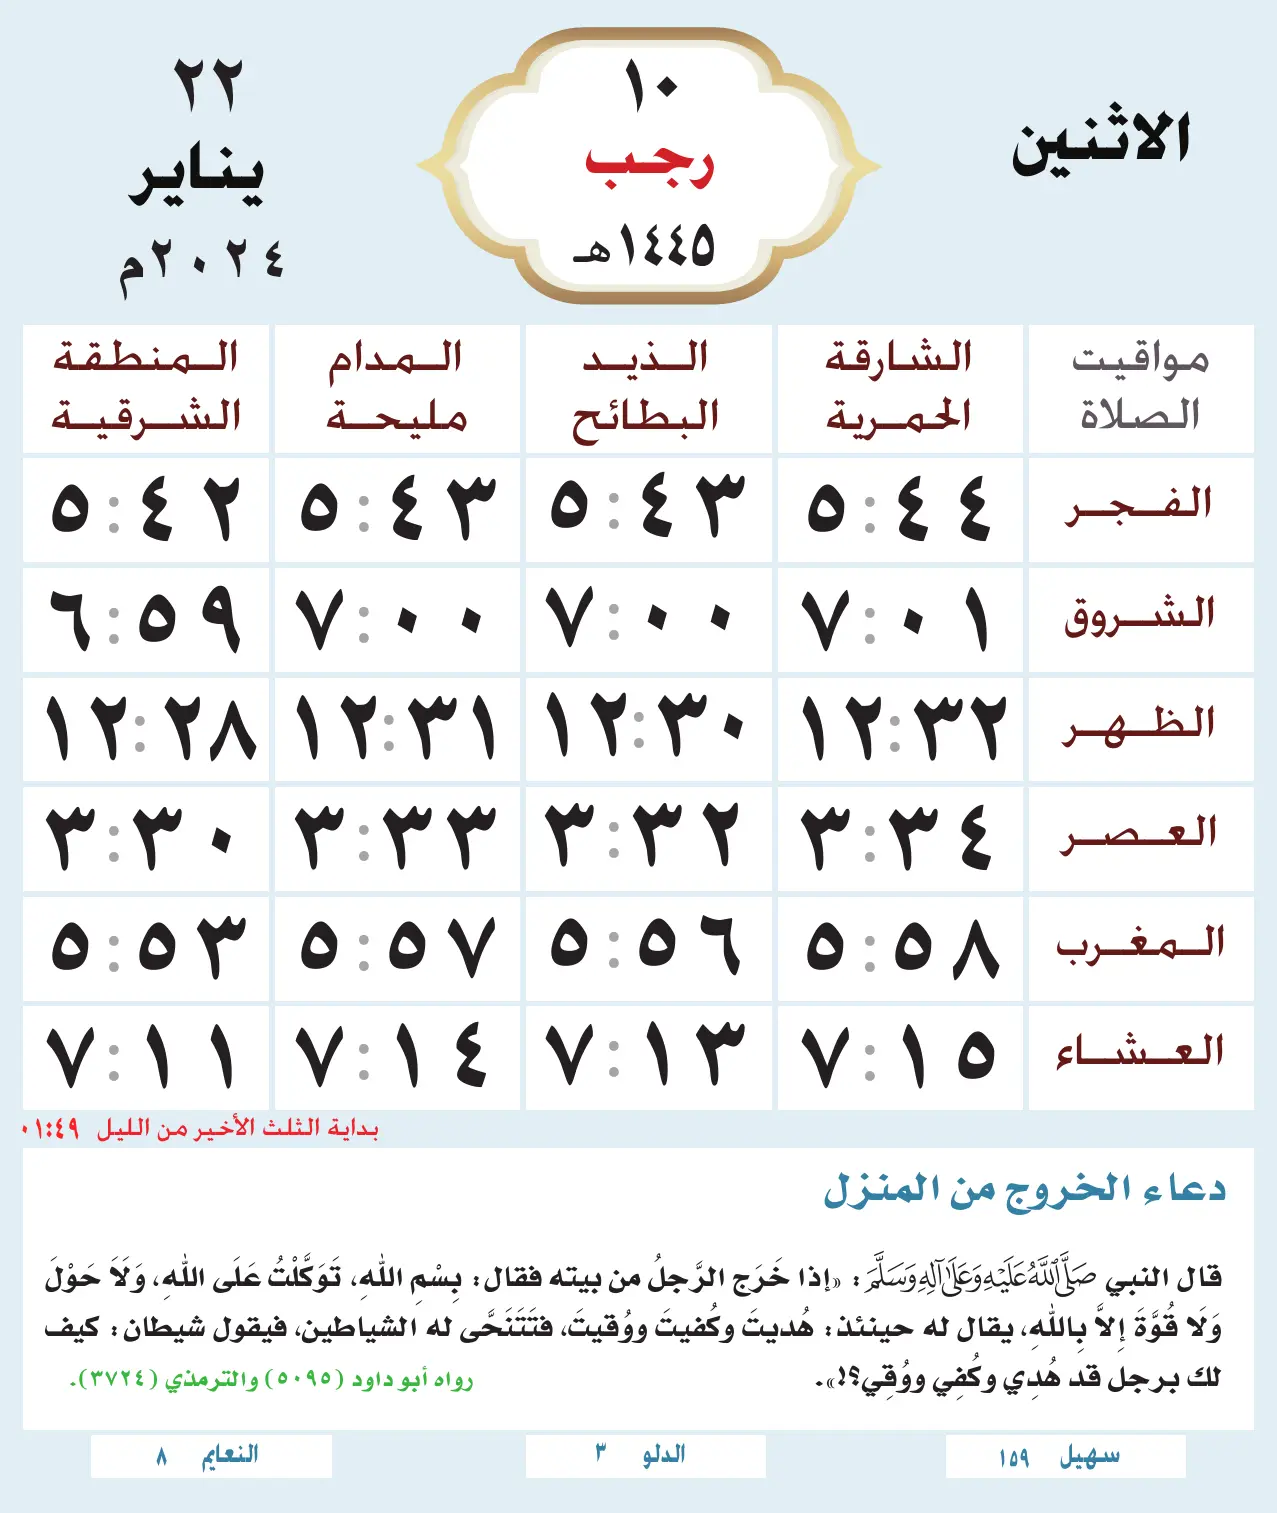 الاثنين
١٠
رجب
١٤٤٥هـ
٢٢
يناير
٢٠٢٤م
مواقيت الصلاة الشارقة الحمرية الذيد البطائح المدام مليحة المنطقة الشرقية
الفجر ٥:٤٤ ٥:٤٣ ٥:٤٣ ٥:٤٢
الشروق ٧:٠١ ٧:٠٠ ٧:٠٠ ٦:٥٩
الظهر ١٢:٣٢ ١٢:٣٠ ١٢:٣١ ١٢:٢٨
العصر ٣:٣٤ ٣:٣٢ ٣:٣٣ ٣:٣٠
المغرب ٥:٥٨ ٥:٥٦ ٥:٥٧ ٥:٥٣
العشاء ٧:١٥ ٧:١٣ ٧:١٤ ٧:١١
بداية الثلث الأخير من الليل ٠١:٤٩
دعاء الخروج من المنزل
قال النبي صَلَّى اللَّهُ عَلَيْهِ وَعَلَى آلِهِ وَسَلَّمَ: «إذا خَرَج الرَّجلُ من بيته فقال: بِسْمِ اللهِ، تَوَكَّلْتُ عَلَى اللهِ، وَلَا حَوْلَ
وَلَا قُوَّةَ إِلاَّ بِاللهِ، يقال له حينئذ: هُديتَ وكُفيتَ ووُقيتَ، فتَتَنَحَّى له الشياطين، فيقول شيطان: كيف
لك برجل قد هُدِي وكُفِي ووُقِي؟!». رواه أبو داود (٥٠٩٥) والترمذي (٣٧٢٤).
سهيل ١٥٩ الدلو ٣ النعايم ٨